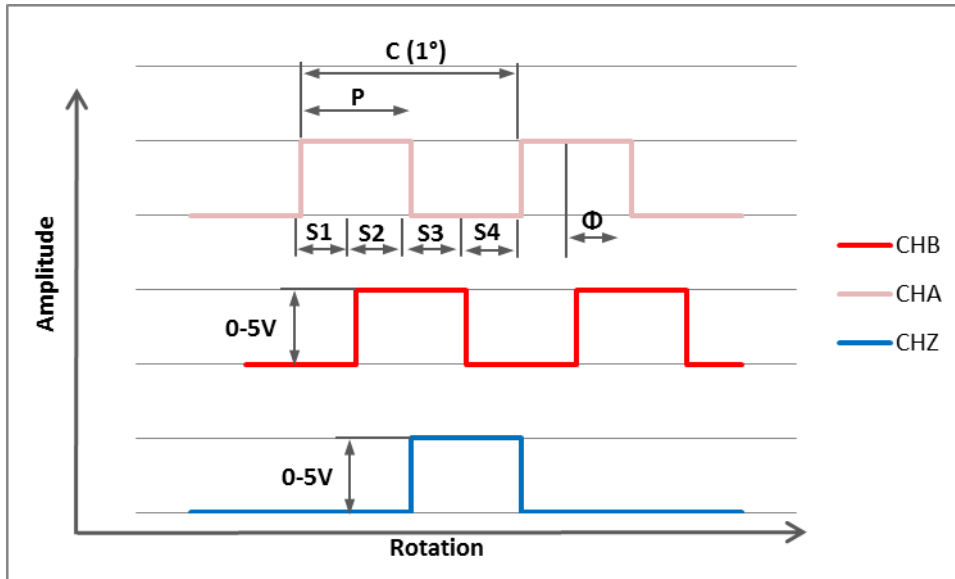 C (1°)
P
S1 S2 S3 S4 Φ
Amplitude
0-5V
0-5V
Rotation
CHB
CHA
CHZ